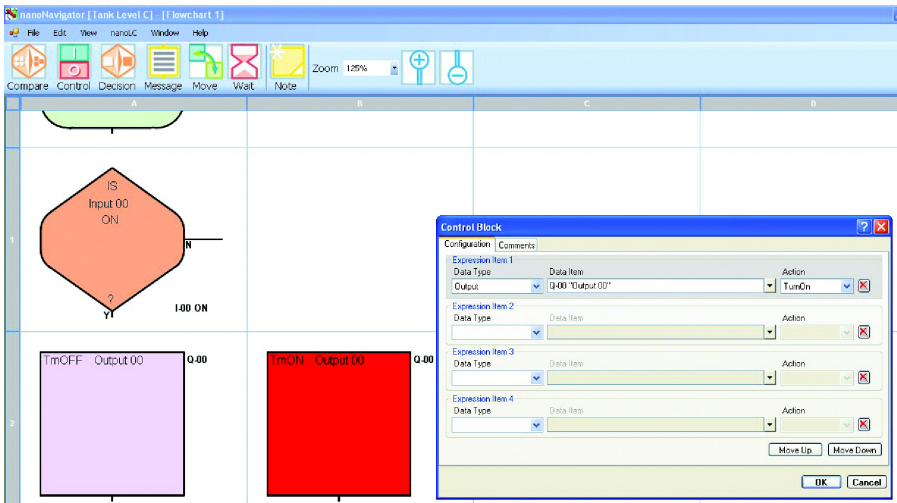 nanoNavigator [Tank Level C] - [Flowchart 1]
File Edit View nanoLC Window Help
Compare Control Decision Message Move Wait Note Zoom 125%
A B C D
IS
Input 00
ON
N
?
Y
I-00 ON
1
TrnOFF Output 00 Q-00
TrnON Output 00 Q-00
2
Control Block
Configuration Comments
Expression Item 1
Data Type Data Item Action
Output Q-00 "Output 00" TurnOn
Expression Item 2
Data Type Data Item Action
Expression Item 3
Data Type Data Item Action
Expression Item 4
Data Type Data Item Action
Move Up Move Down
OK Cancel